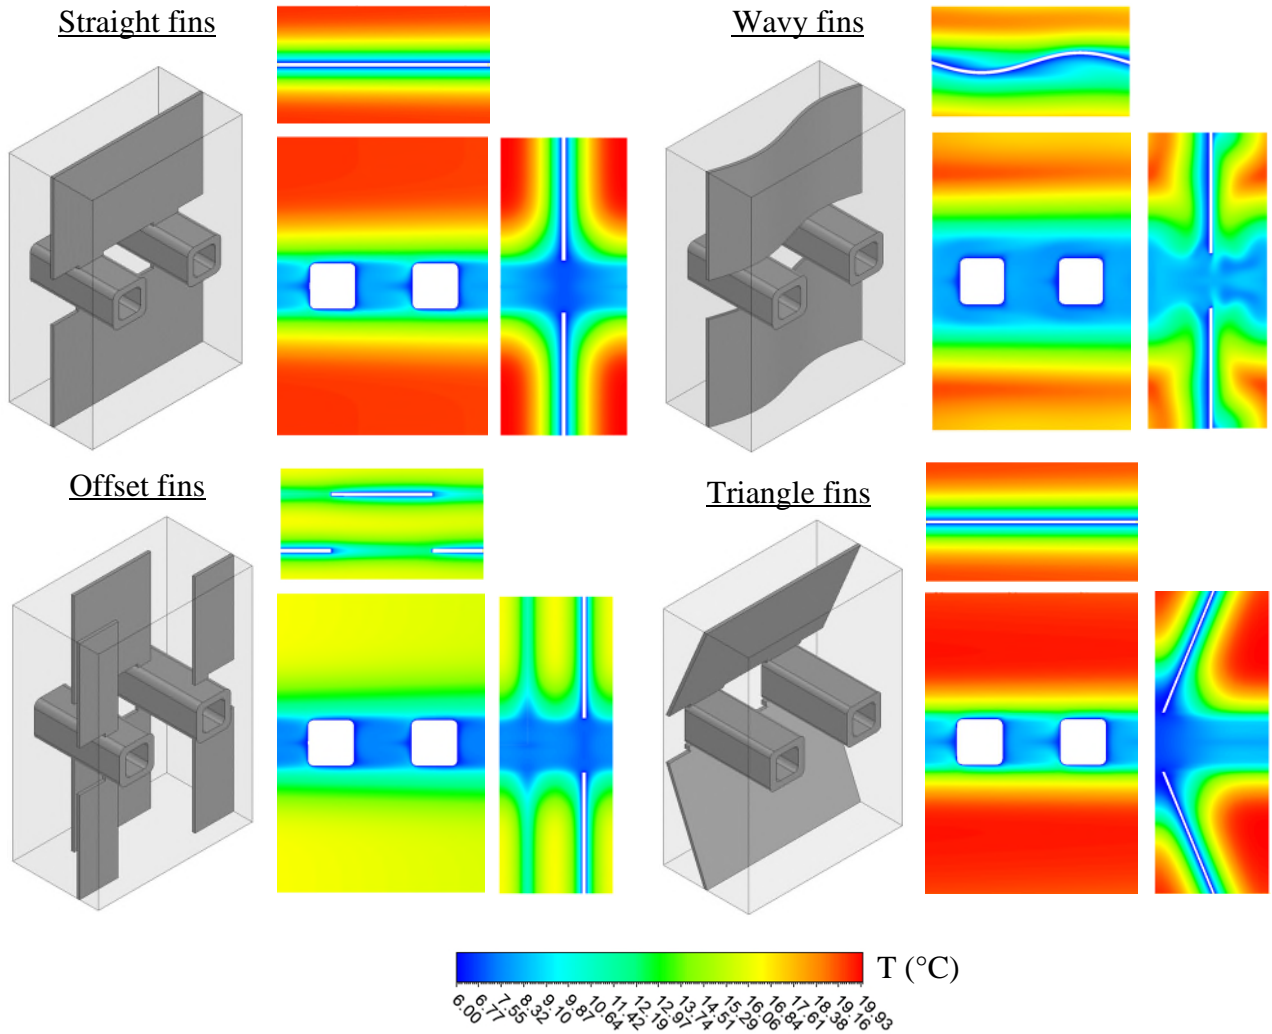 Straight fins
Wavy fins
Offset fins
Triangle fins
T (°C)
6.00 6.77 7.55 8.32 9.10 9.87 10.64 11.42 12.19 12.97 13.74 14.51 15.29 16.06 16.84 17.61 18.38 19.16 19.93